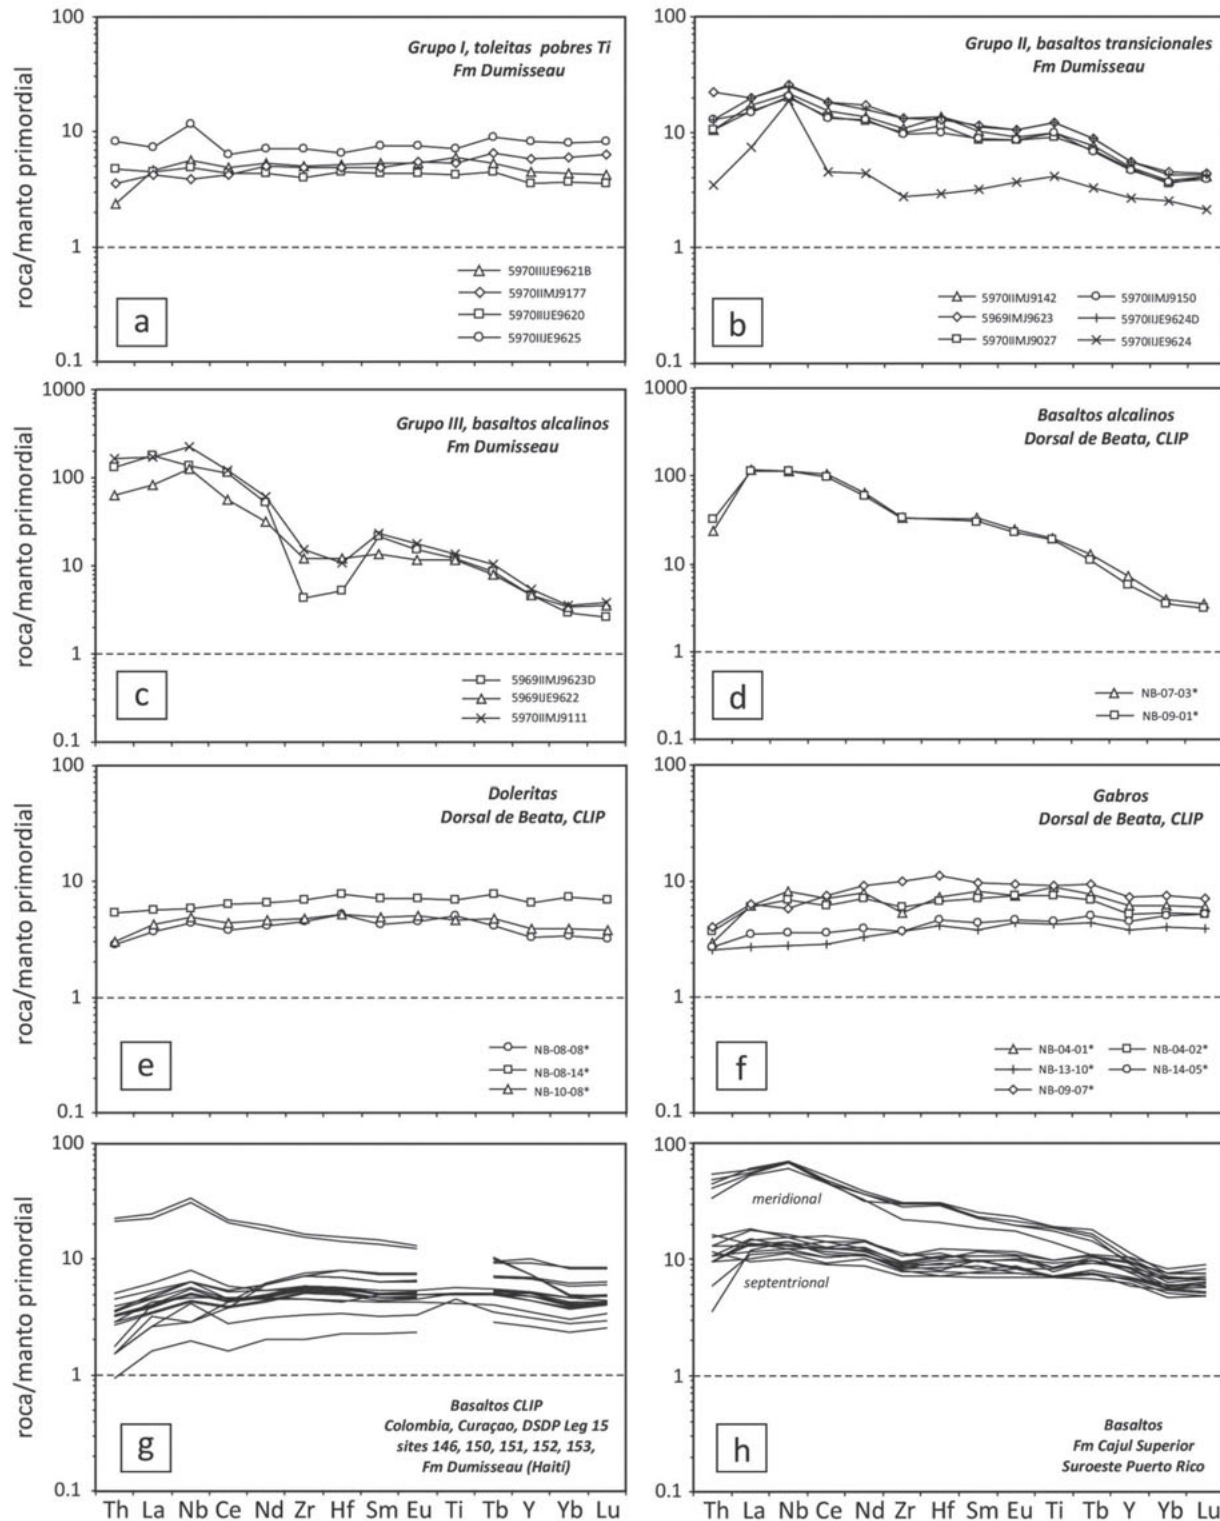 roca/manto primordial
100
10
1
0.1
Grupo I, toleitas pobres Ti
Fm Dumisseau
5970IIIJE9621B
5970IIMJ9177
5970IIIJE9620
5970IIJE9625
a
100
10
1
0.1
Grupo II, basaltos transicionales
Fm Dumisseau
5970IIMJ9142
5970IIMJ9150
5969IMJ9623
5970IIJE9624D
5970IIMJ9027
5970IIJE9624
b
roca/manto primordial
1000
100
10
1
0.1
Grupo III, basaltos alcalinos
Fm Dumisseau
5969IIMJ9623D
5969IJE9622
5970IIMJ9111
c
1000
100
10
1
0.1
Basaltos alcalinos
Dorsal de Beata, CLIP
NB-07-03*
NB-09-01*
d
roca/manto primordial
100
10
1
0.1
Doleritas
Dorsal de Beata, CLIP
NB-08-08*
NB-08-14*
NB-10-08*
e
100
10
1
0.1
Gabros
Dorsal de Beata, CLIP
NB-04-01*
NB-04-02*
NB-13-10*
NB-14-05*
NB-09-07*
f
roca/manto primordial
100
10
1
0.1
Basaltos CLIP
Colombia, Curaçao, DSDP Leg 15
sites 146, 150, 151, 152, 153,
Fm Dumisseau (Haití)
g
Th La Nb Ce Nd Zr Hf Sm Eu Ti Tb Y Yb Lu
100
10
1
0.1
meridional
septentrional
Basaltos
Fm Cajul Superior
Suroeste Puerto Rico
h
Th La Nb Ce Nd Zr Hf Sm Eu Ti Tb Y Yb Lu